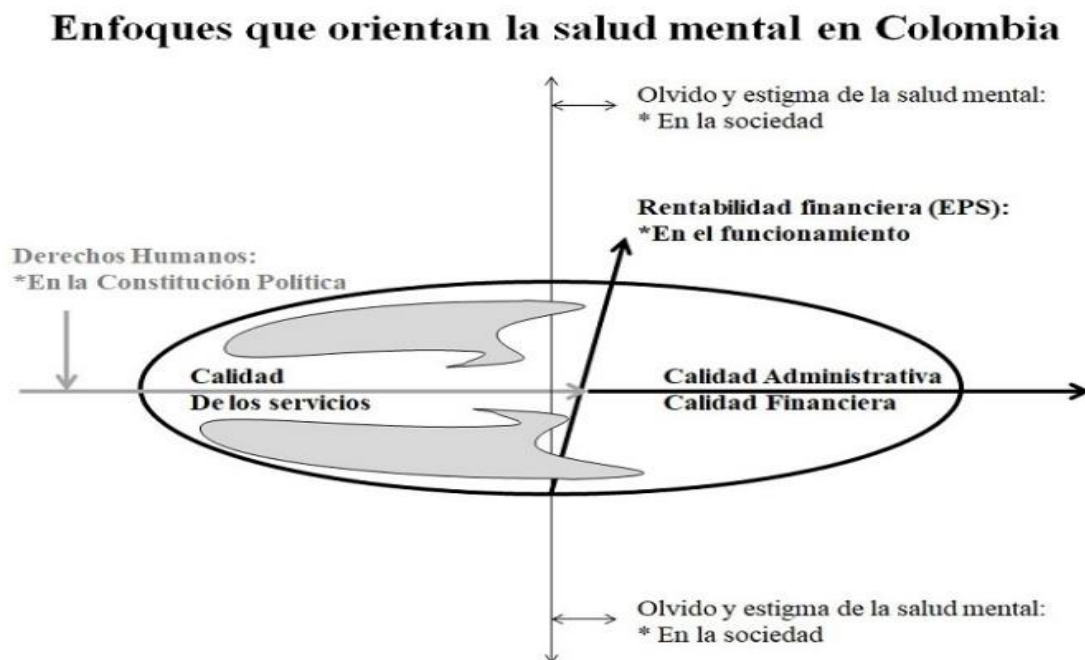 Enfoques que orientan la salud mental en Colombia
Olvido y estigma de la salud mental:
* En la sociedad
Rentabilidad financiera (EPS):
*En el funcionamiento
Derechos Humanos:
*En la Constitución Política
Calidad
De los servicios
Calidad Administrativa
Calidad Financiera
Olvido y estigma de la salud mental:
* En la sociedad